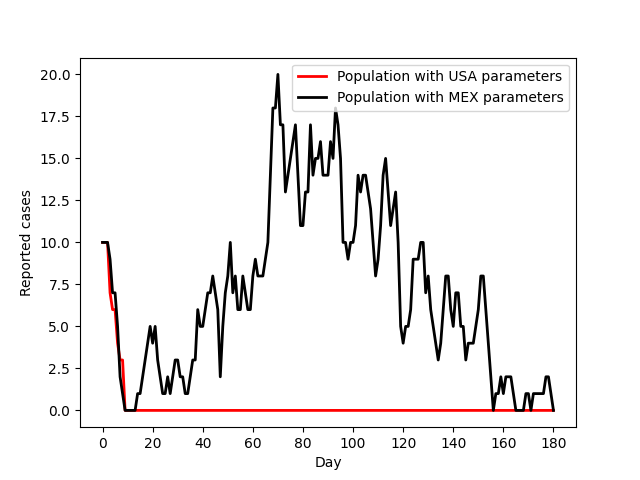 Population with USA parameters
Population with MEX parameters
Reported cases
20.0
17.5
15.0
12.5
10.0
7.5
5.0
2.5
0.0
0 20 40 60 80 100 120 140 160 180
Day